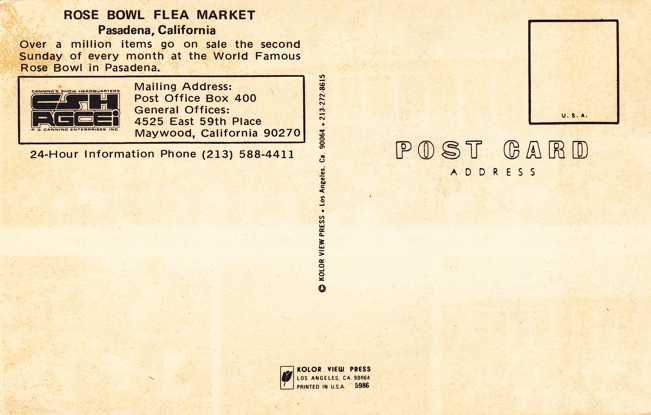 ROSE BOWL FLEA MARKET
Pasadena, California
Over a million items go on sale the second
Sunday of every month at the World Famous
Rose Bowl in Pasadena.
CANNING'S SHOW HEADQUARTERS
CSH
RGCEi
R.G. CANNING ENTERPRISES INC.
Mailing Address:
Post Office Box 400
General Offices:
4525 East 59th Place
Maywood, California 90270
24-Hour Information Phone (213) 588-4411
© KOLOR VIEW PRESS • Los Angeles, Ca. 90064 • 213-272-8615
U.S.A.
POST CARD
ADDRESS
KOLOR VIEW PRESS
LOS ANGELES, CA 90064
PRINTED IN U.S.A. 5986